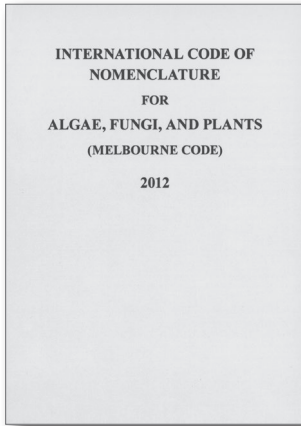 INTERNATIONAL CODE OF
NOMENCLATURE
FOR
ALGAE, FUNGI, AND PLANTS
(MELBOURNE CODE)
2012